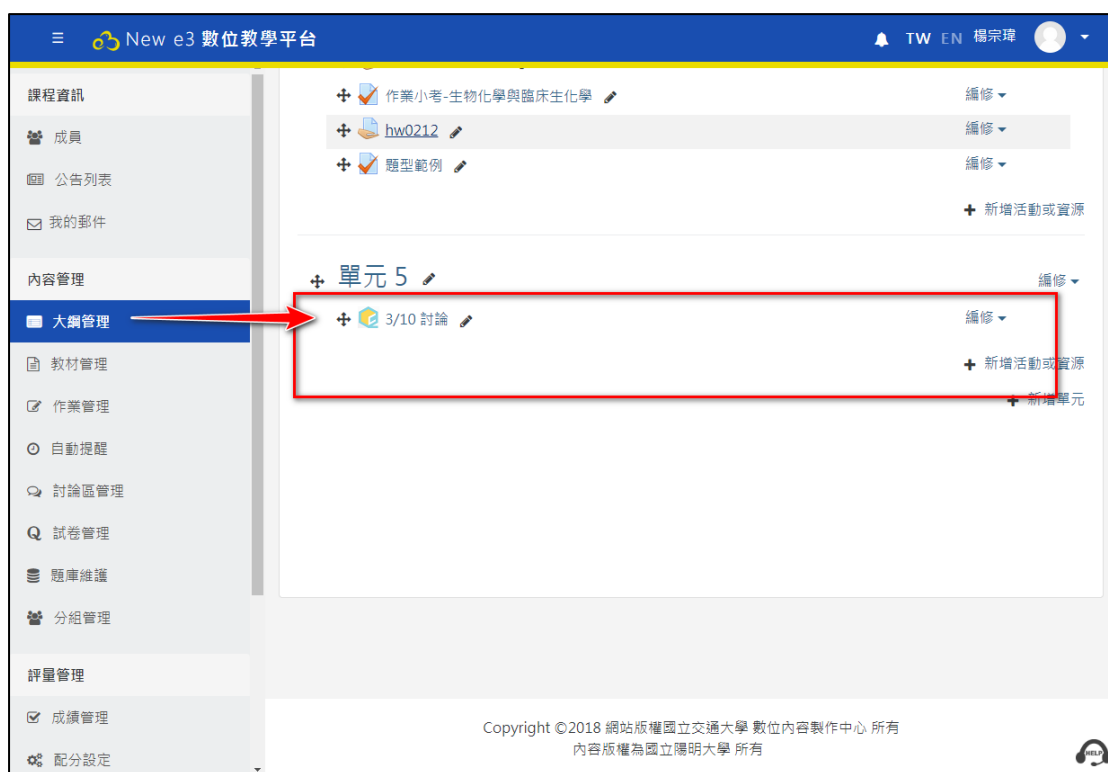 New e3 數位教學平台
TW EN 楊宗瑋
課程資訊
成員
公告列表
我的郵件
內容管理
大綱管理
教材管理
作業管理
自動提醒
討論區管理
試卷管理
題庫維護
分組管理
評量管理
成績管理
配分設定
作業小考-生物化學與臨床生化學 編修
hw0212 編修
題型範例 編修
新增活動或資源
單元 5 編修
3/10 討論 編修
新增活動或資源
新增單元
Copyright ©2018 網站版權國立交通大學 數位內容製作中心 所有
內容版權為國立陽明大學 所有
HELP